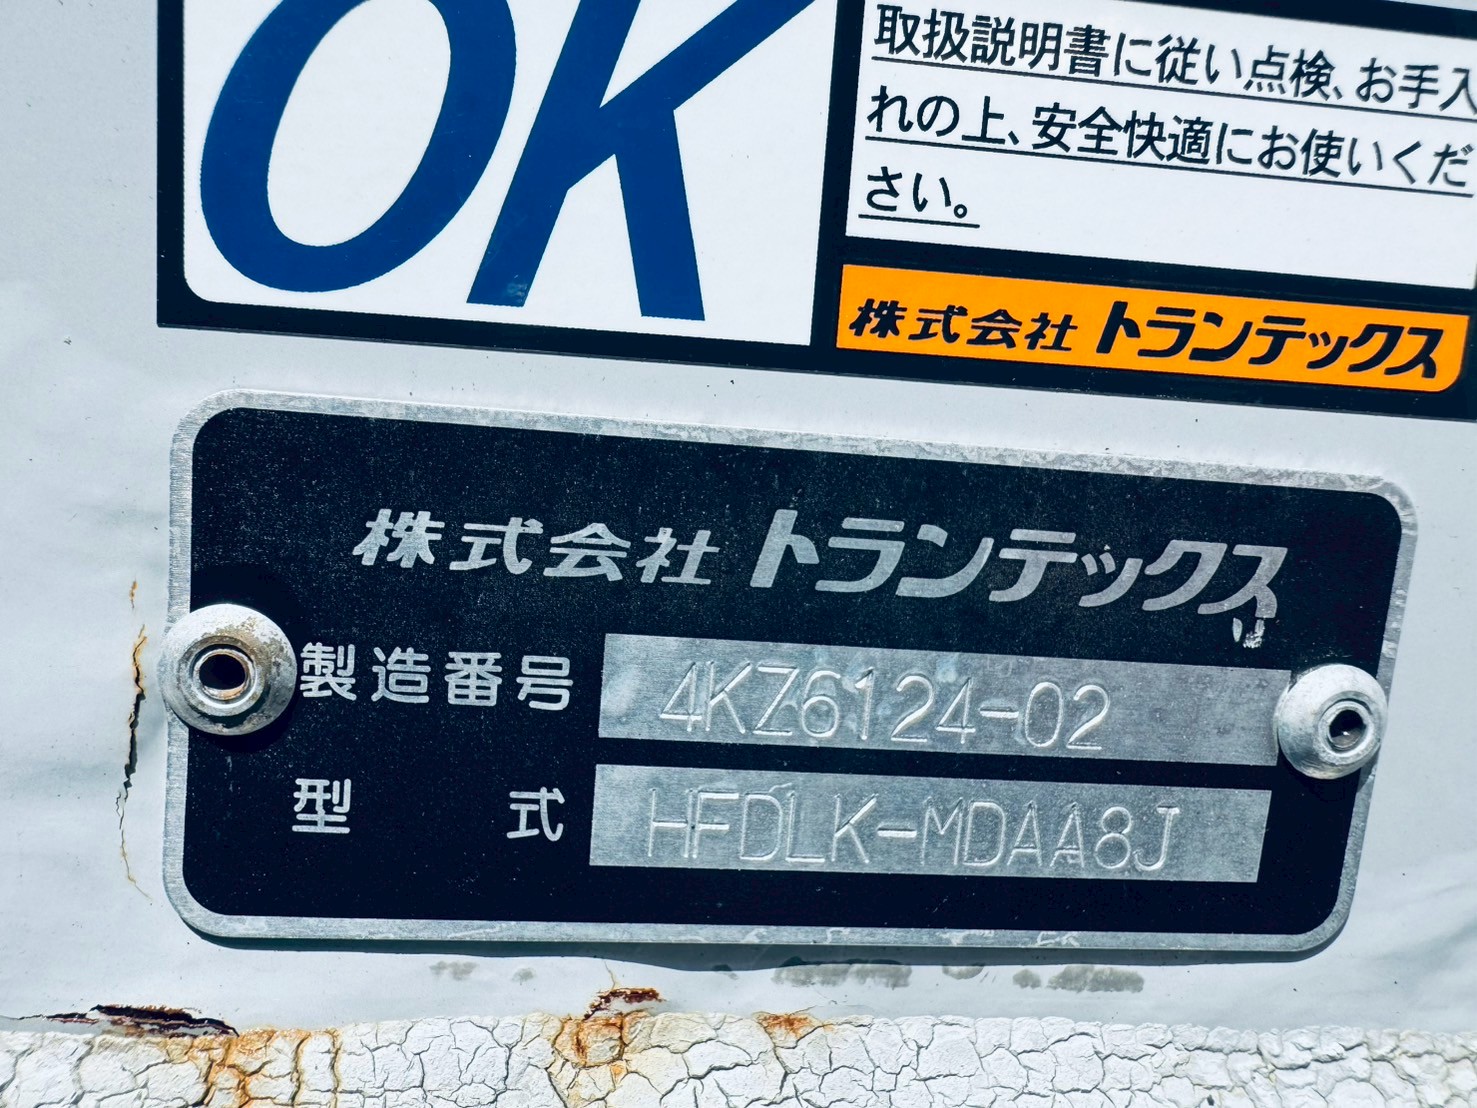 OK
取扱説明書に従い点検、お手入
れの上、安全快適にお使いくだ
さい。
株式会社トランテックス
株式会社トランテックス
製造番号 4KZ6124-02
型式 HFDLK-MDAA8J